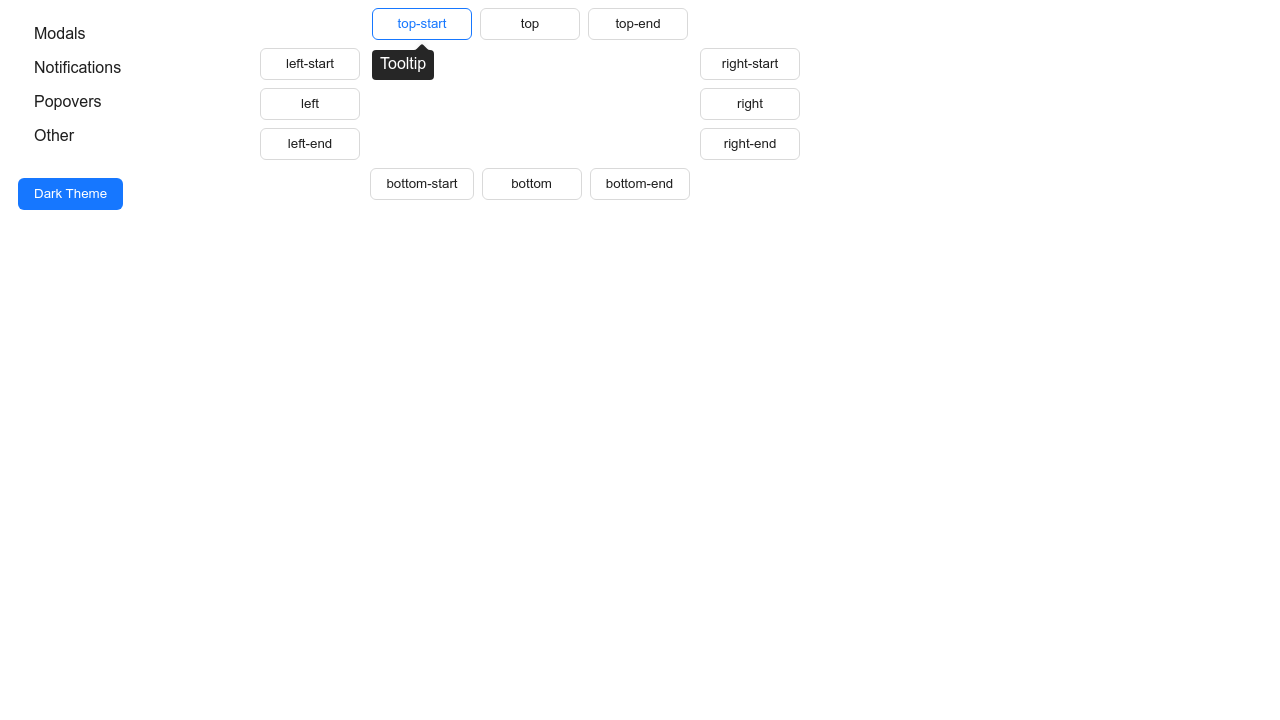 Modals
Notifications
Popovers
Other
Dark Theme
top-start
top
top-end
left-start
Tooltip
right-start
left
right
left-end
right-end
bottom-start
bottom
bottom-end